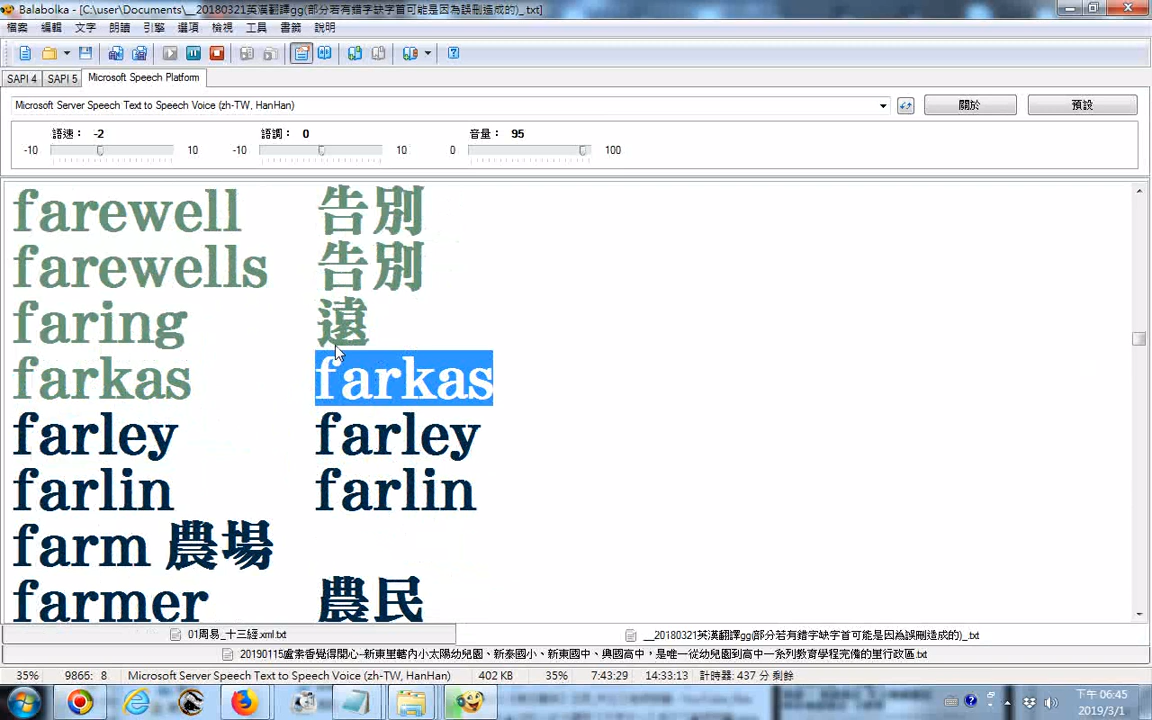 Balabolka - [C:\user\Documents\__20180321英漢翻譯gg(部分若有錯字缺字首可能是因為誤刪造成的)_.txt]
檔案 編輯 文字 朗讀 引擎 選項 檢視 工具 書籤 說明
SAPI 4 SAPI 5 Microsoft Speech Platform
Microsoft Server Speech Text to Speech Voice (zh-TW, HanHan) 關於 預設
語速： -2 語調： 0 音量： 95
-10 10 -10 10 0 100
farewell 告別
farewells 告別
faring 遠
farkas farkas
farley farley
farlin farlin
farm 農場
farmer 農民
01周易_十三經.xml.txt __20180321英漢翻譯gg(部分若有錯字缺字首可能是因為誤刪造成的)_.txt
20190115盧素香覺得開心--新東里轄內小太陽幼兒園、新泰國小、新東國中、興國高中，是唯一從幼兒園到高中一系列教育學程完備的里行政區.txt
35% 9865: 8 Microsoft Server Speech Text to Speech Voice (zh-TW, HanHan) 402 KB 35% 7:43:29 14:33:13 計時器: 437 分 剩餘
下午 06:45
2019/3/1